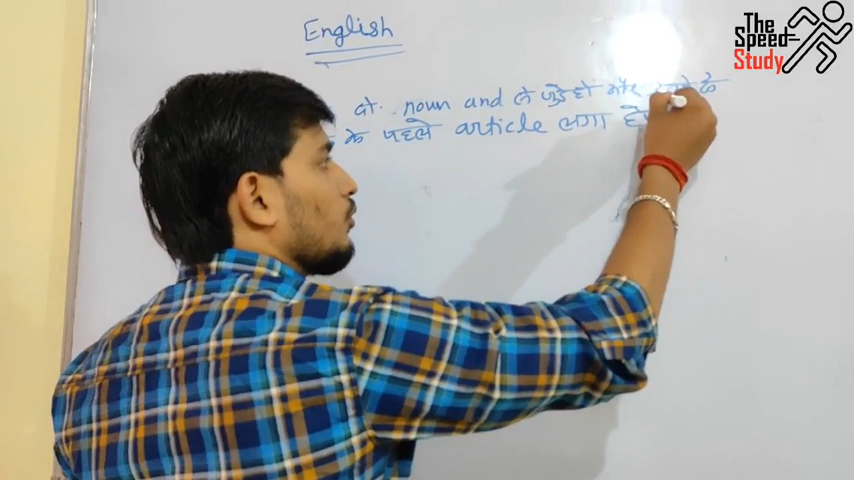 English
दो noun and से जुड़े हो और के
के पहले article लगा हो
The
Speed
Study